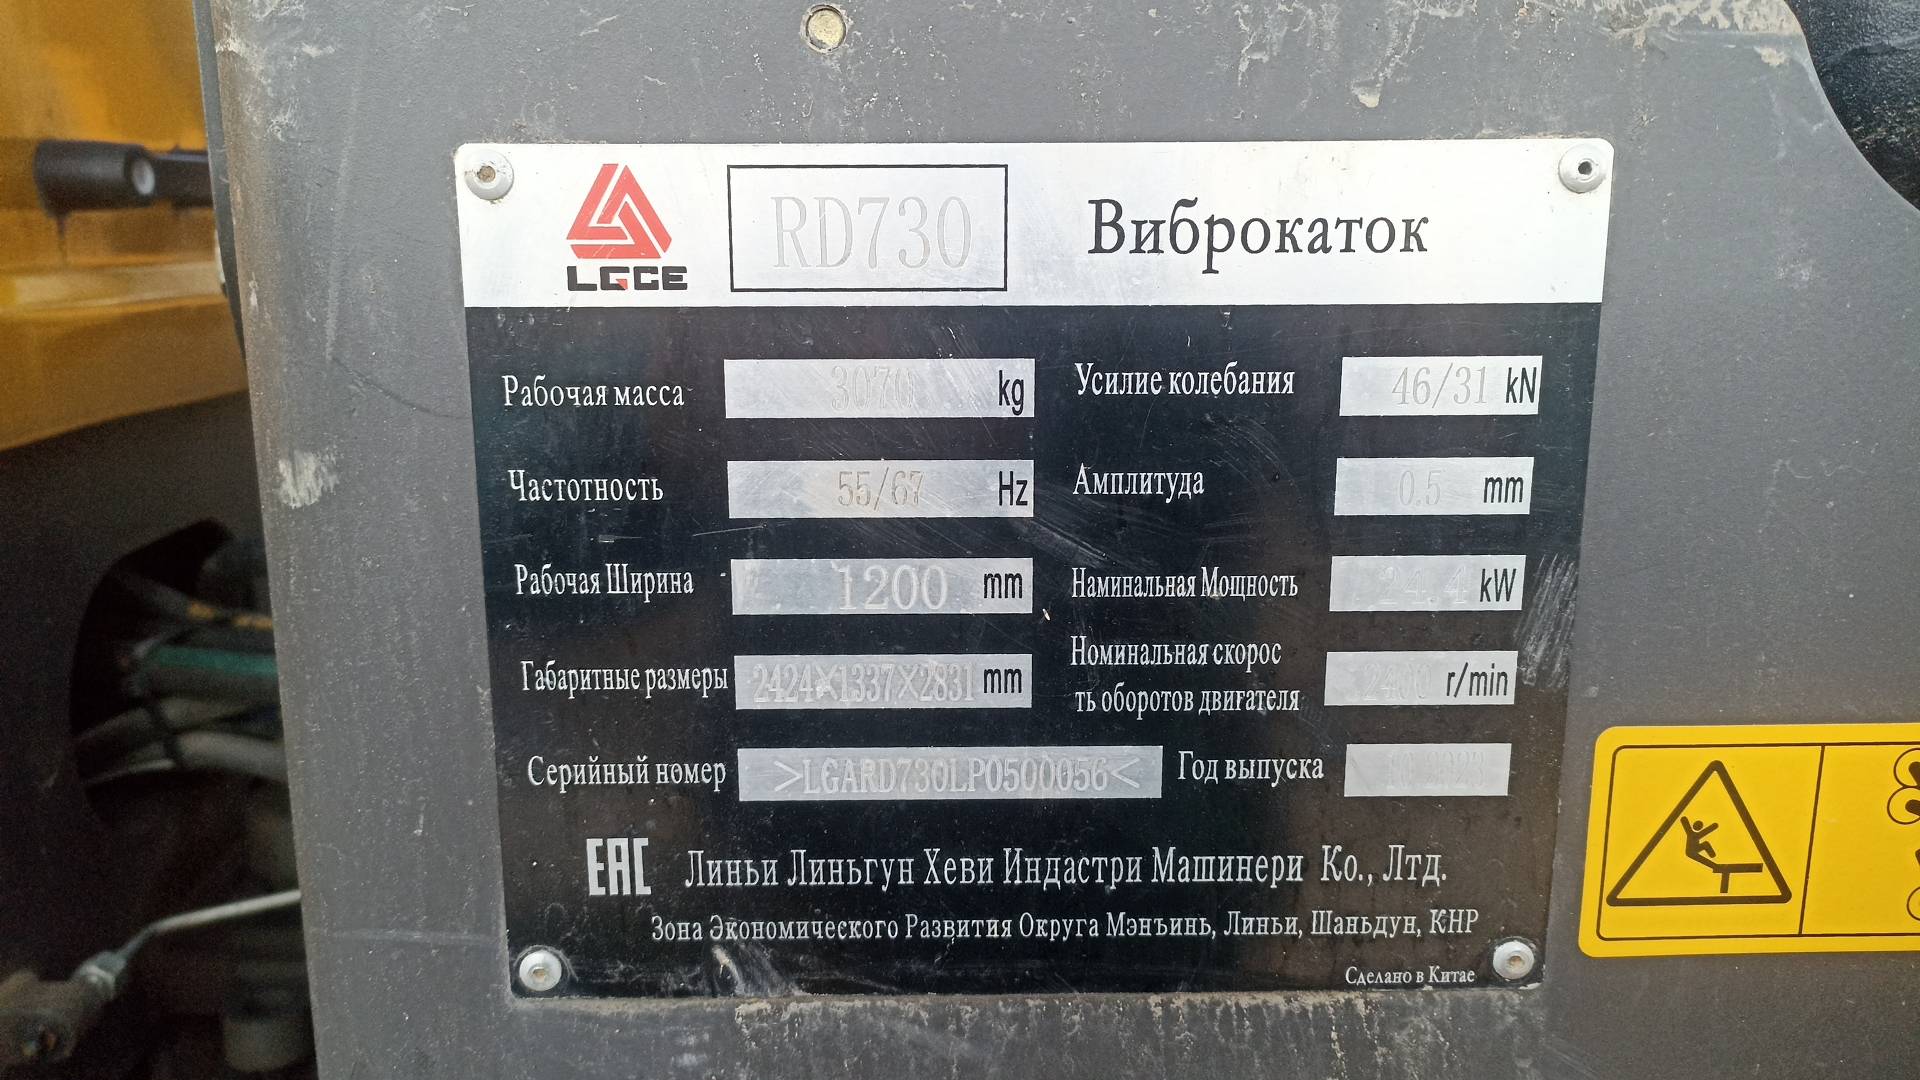 LGCE RD730 Виброкаток
Рабочая масса 3070 kg Усилие колебания 46/31 kN
Частотность 55/67 Hz Амплитуда 0.5 mm
Рабочая Ширина 1200 mm Наминальная Мощность 24.4 kW
Габаритные размеры 2424×1337×2831 mm Номинальная скорос
ть оборотов двигателя 2400 r/min
Серийный номер >LGARD730LP0500056< Год выпуска 10.2023
EAC Линьи Линьгун Хеви Индастри Машинери Ко., Лтд.
Зона Экономического Развития Округа Мэнъинь, Линьи, Шаньдун, КНР
Сделано в Китае